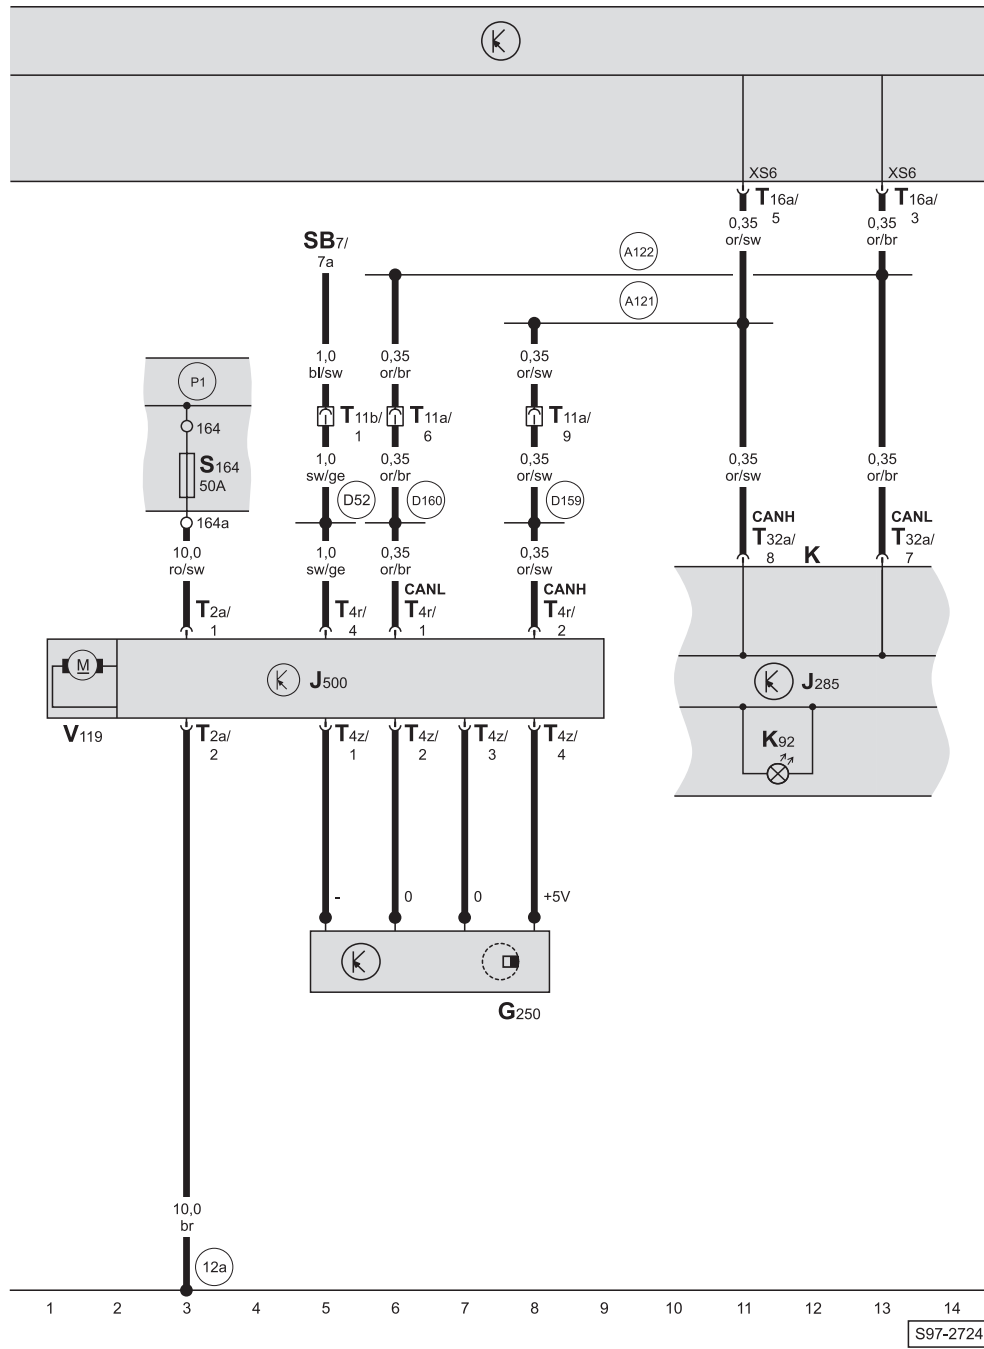 XS6 XS6
T16a/ 5
T16a/ 3
0,35 or/sw
0,35 or/br
SB7/ 7a
A122
A121
1,0 bl/sw
0,35 or/br
0,35 or/sw
P1
164
S164 50A
164a
T11b/ 1
T11a/ 6
T11a/ 9
1,0 sw/ge
0,35 or/br
0,35 or/sw
0,35 or/sw
0,35 or/br
D52
D160
D159
10,0 ro/sw
1,0 sw/ge
0,35 or/br
0,35 or/sw
CANH T32a/ 8
K
CANL T32a/ 7
T2a/ 1
T4r/ 4
CANL T4r/ 1
CANH T4r/ 2
M
J500
J285
V119
T2a/ 2
T4z/ 1
T4z/ 2
T4z/ 3
T4z/ 4
K92
-
0
0
+5V
G250
10,0 br
12a
1 2 3 4 5 6 7 8 9 10 11 12 13 14
S97-2724